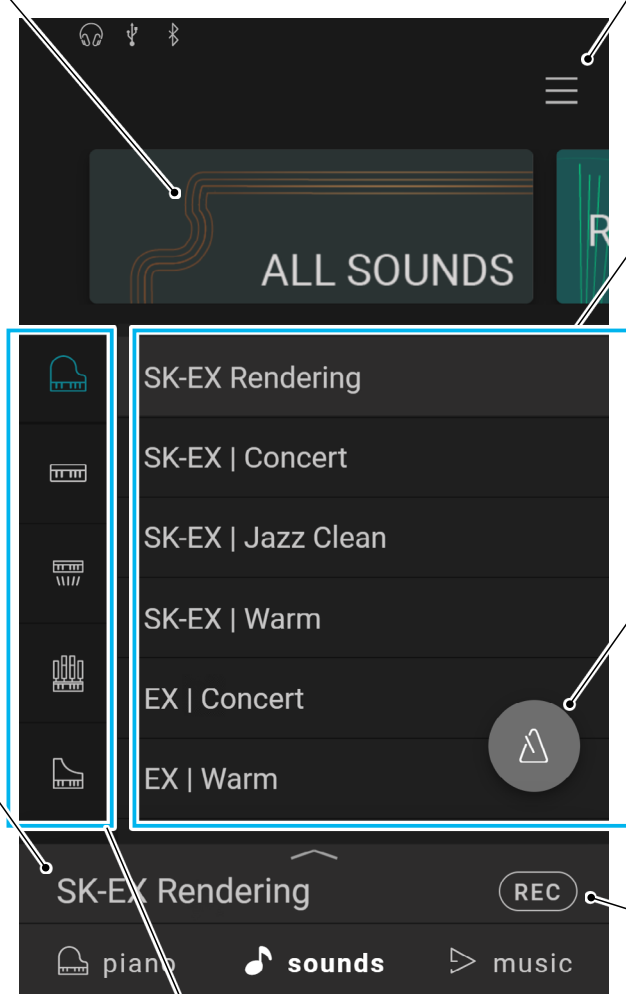 ALL SOUNDS
R
SK-EX Rendering
SK-EX | Concert
SK-EX | Jazz Clean
SK-EX | Warm
EX | Concert
EX | Warm
SK-EX Rendering
REC
piano
sounds
music